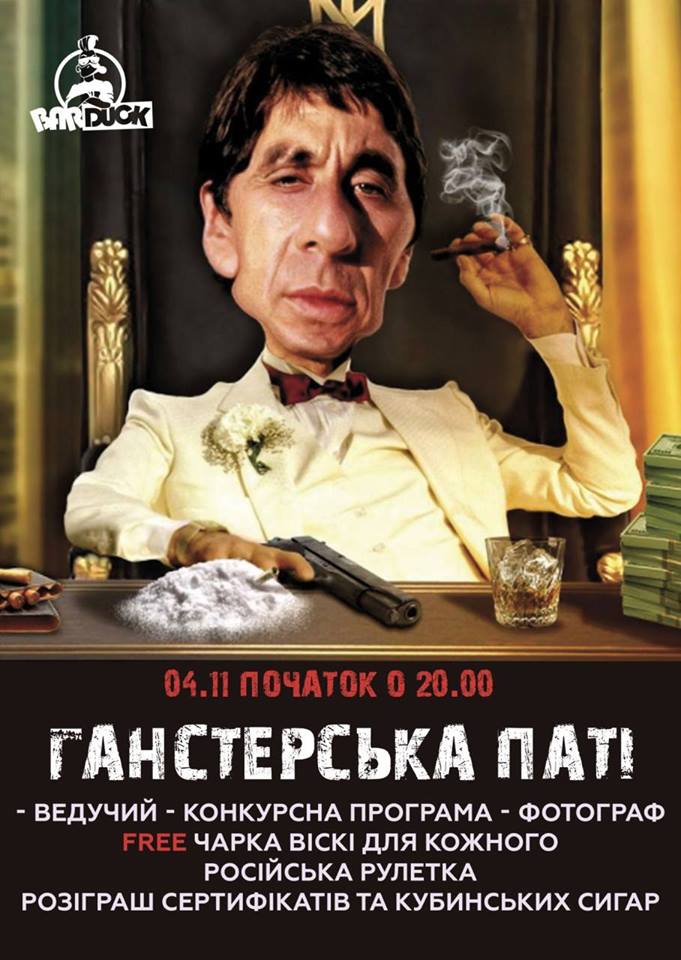 BARDUCK
04.11 ПОЧАТОК О 20.00
ГАНСТЕРСЬКА ПАТІ
- ВЕДУЧИЙ - КОНКУРСНА ПРОГРАМА - ФОТОГРАФ
FREE ЧАРКА ВІСКІ ДЛЯ КОЖНОГО
РОСІЙСЬКА РУЛЕТКА
РОЗІГРАШ СЕРТИФІКАТІВ ТА КУБИНСЬКИХ СИГАР